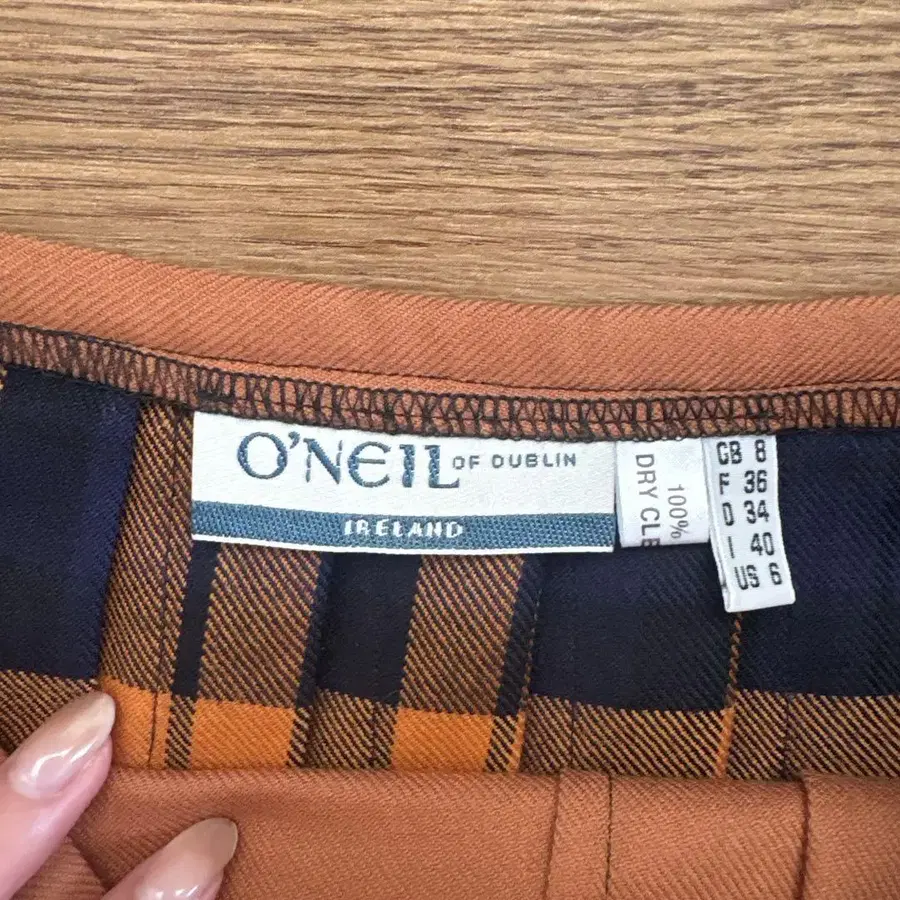 O'NEIL OF DUBLIN
IRELAND
100%
DRY CLE
GB 8
F 36
D 34
I 40
US 6